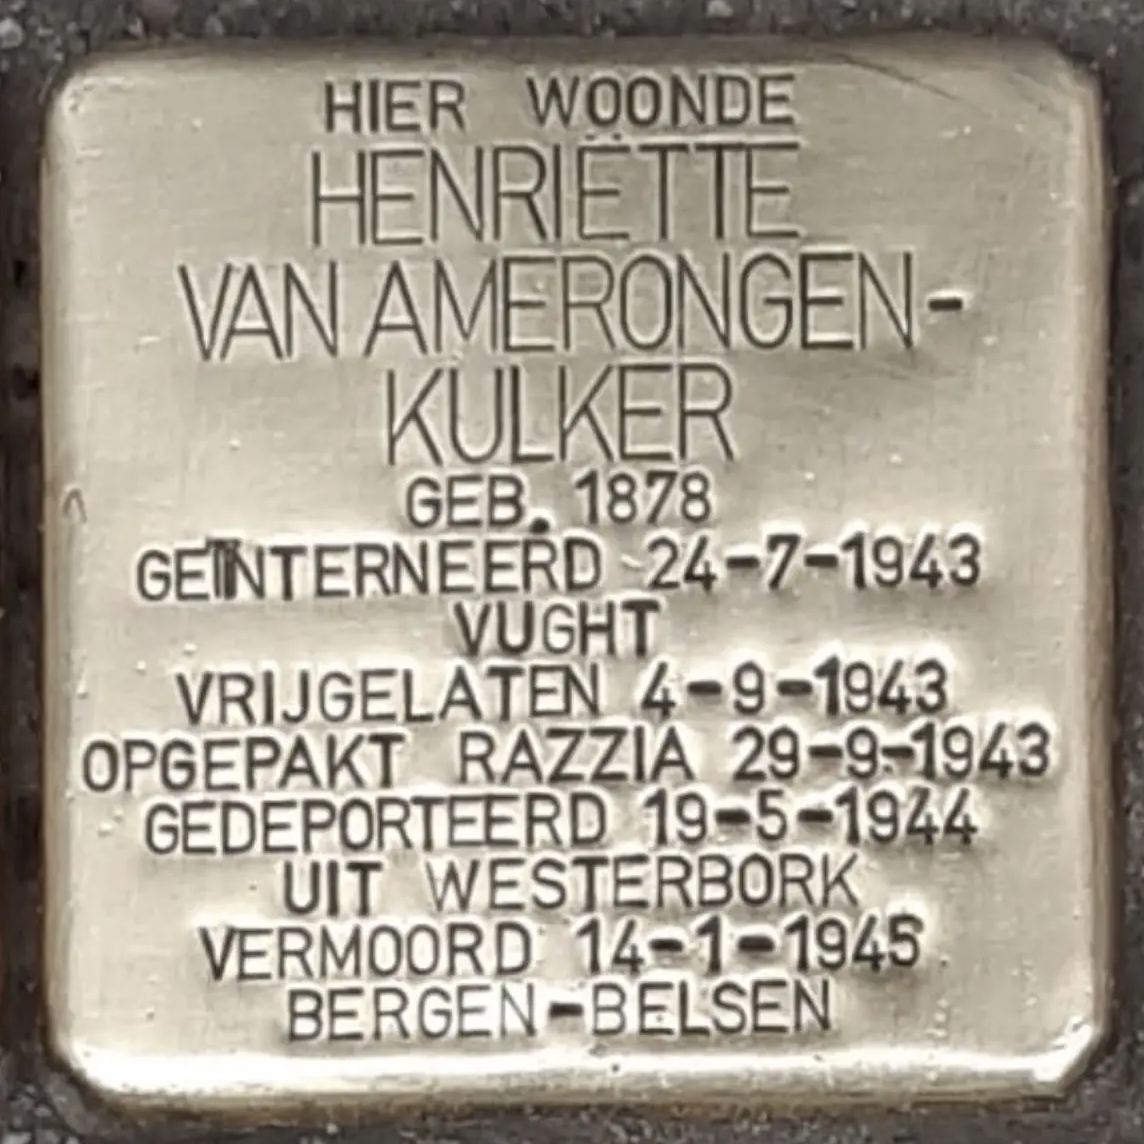 HIER WOONDE
HENRIËTTE
VAN AMERONGEN-
KULKER
GEB. 1878
GEÏNTERNEERD 24-7-1943
VUGHT
VRIJGELATEN 4-9-1943
OPGEPAKT RAZZIA 29-9-1943
GEDEPORTEERD 19-5-1944
UIT WESTERBORK
VERMOORD 14-1-1945
BERGEN-BELSEN